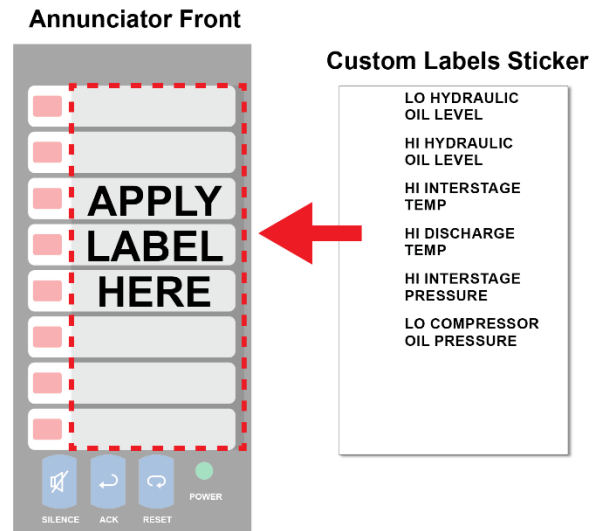 Annunciator Front
APPLY
LABEL
HERE
SILENCE
ACK
RESET
POWER
Custom Labels Sticker
LO HYDRAULIC
OIL LEVEL
HI HYDRAULIC
OIL LEVEL
HI INTERSTAGE
TEMP
HI DISCHARGE
TEMP
HI INTERSTAGE
PRESSURE
LO COMPRESSOR
OIL PRESSURE